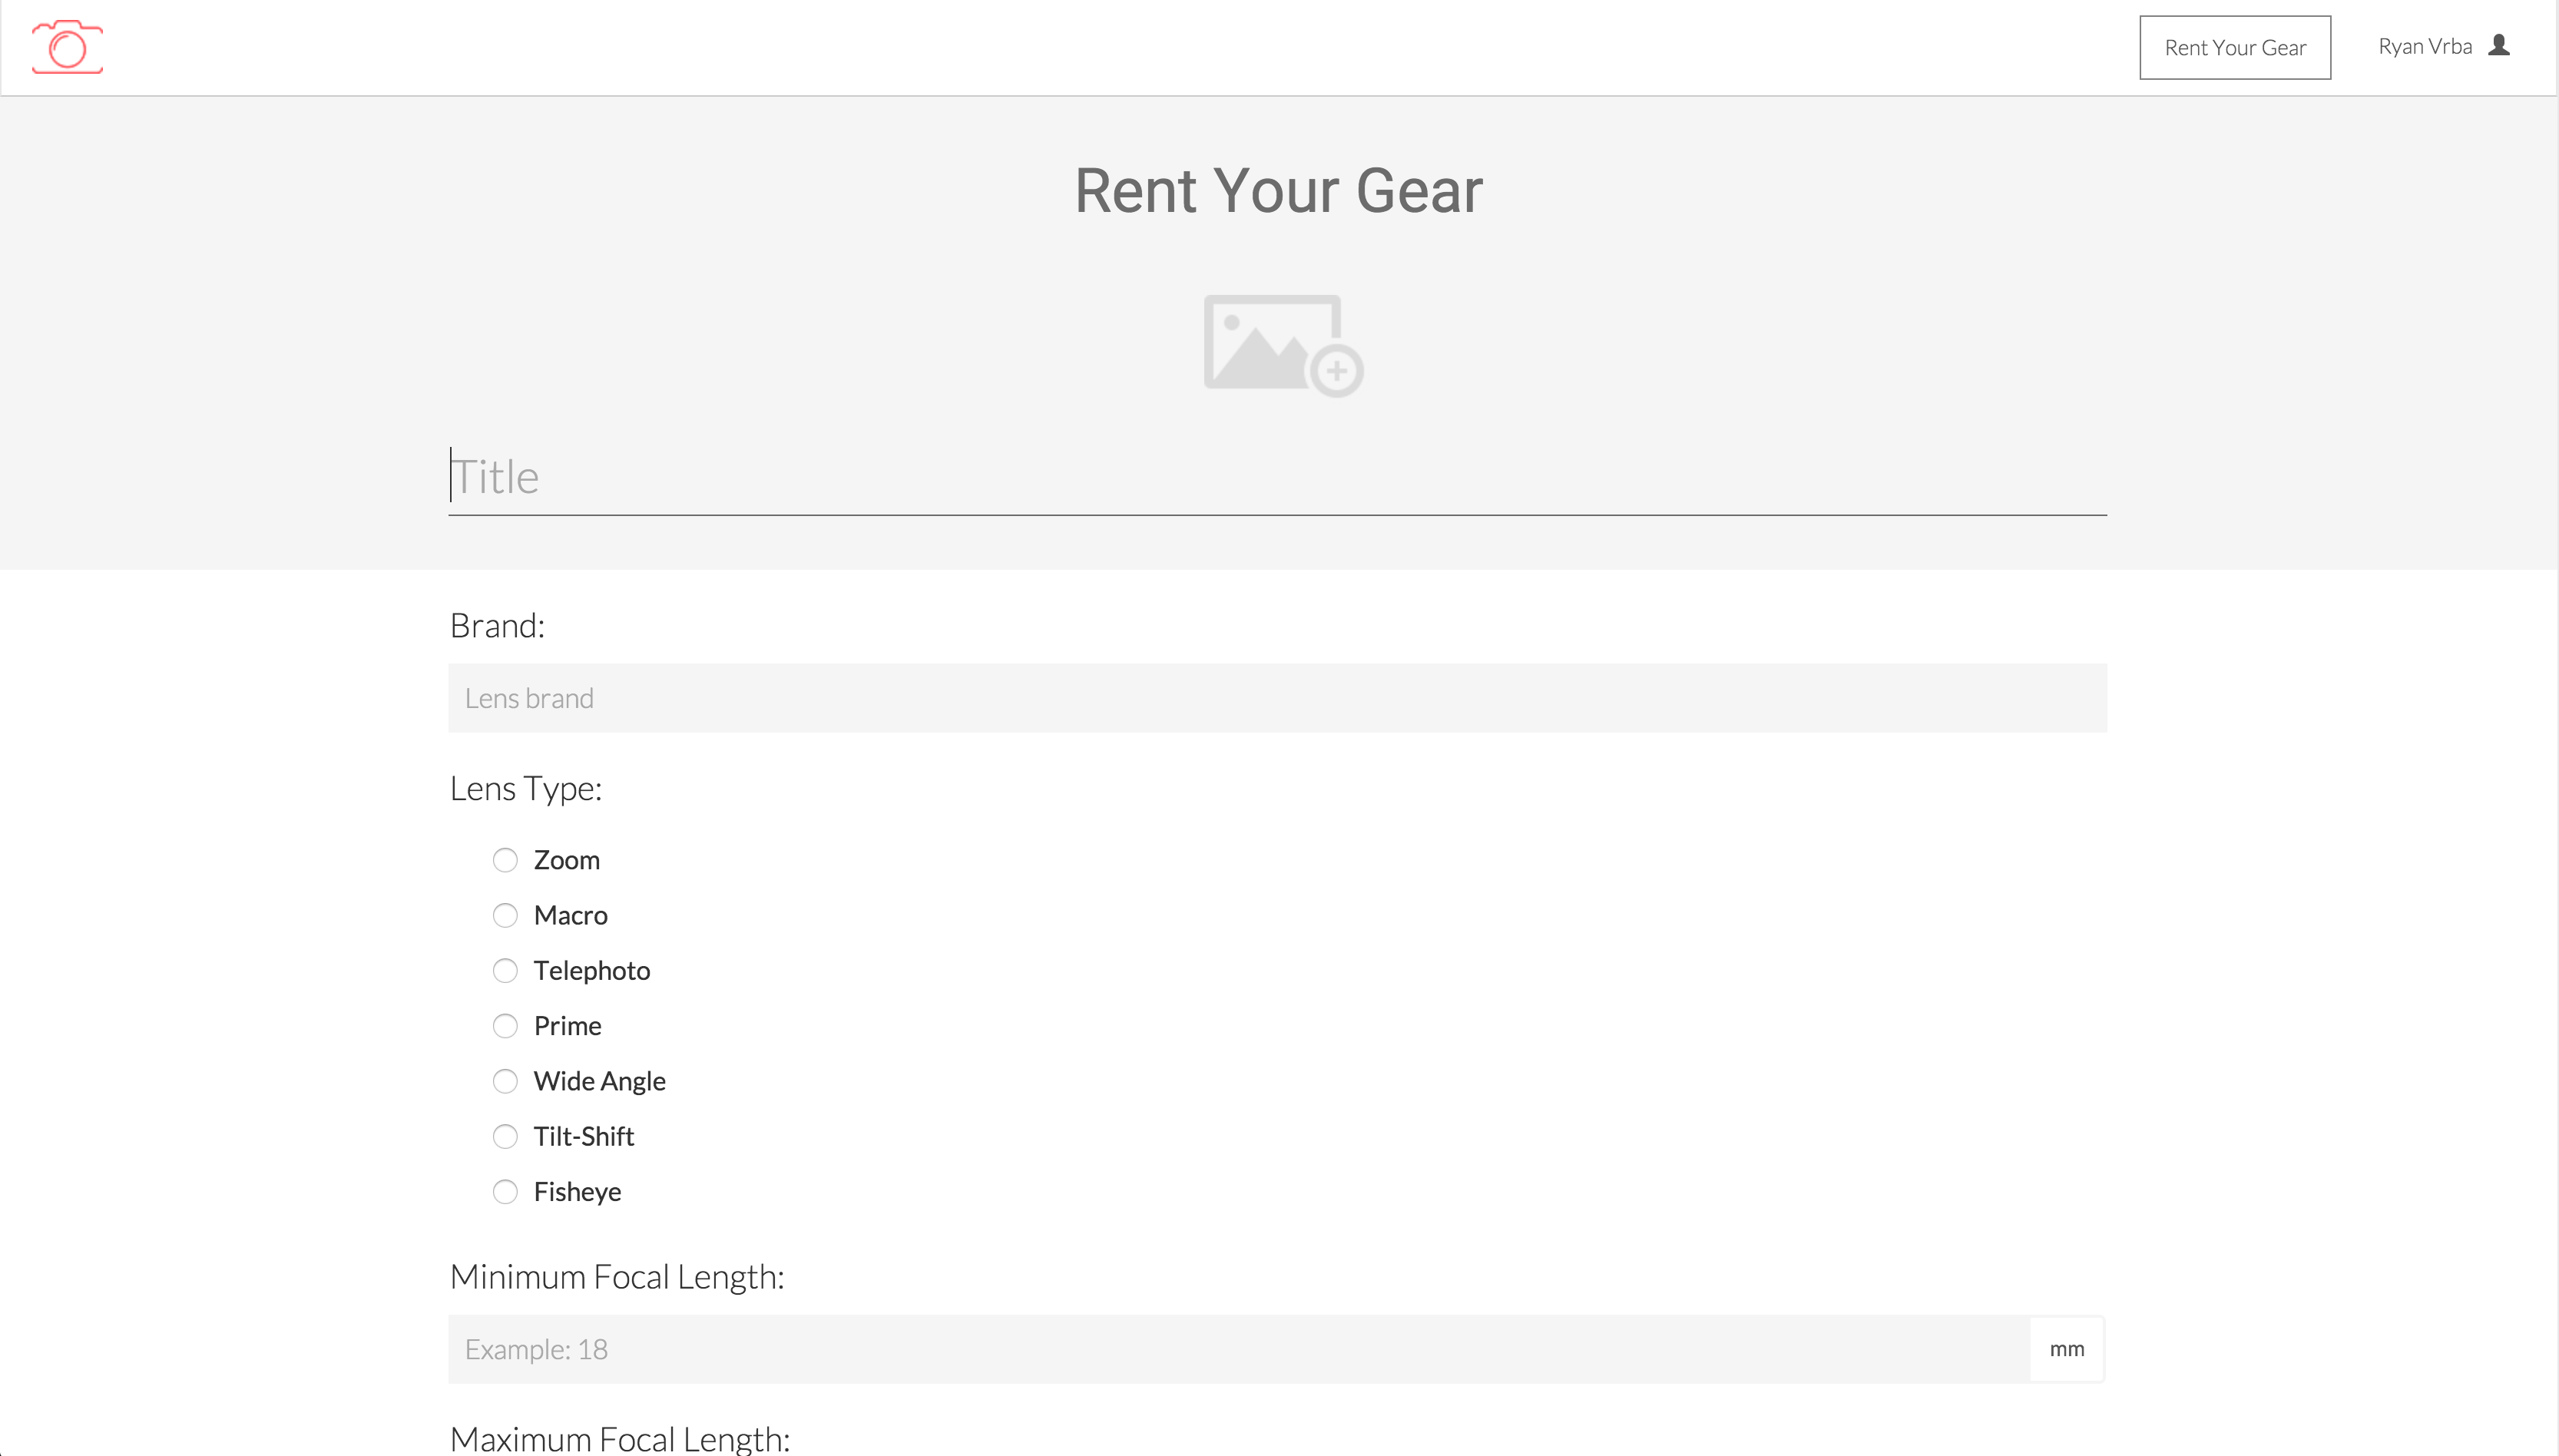 Rent Your Gear
Ryan Vrba
Rent Your Gear
Title
Brand:
Lens brand
Lens Type:
Zoom
Macro
Telephoto
Prime
Wide Angle
Tilt-Shift
Fisheye
Minimum Focal Length:
Example: 18
mm
Maximum Focal Length: